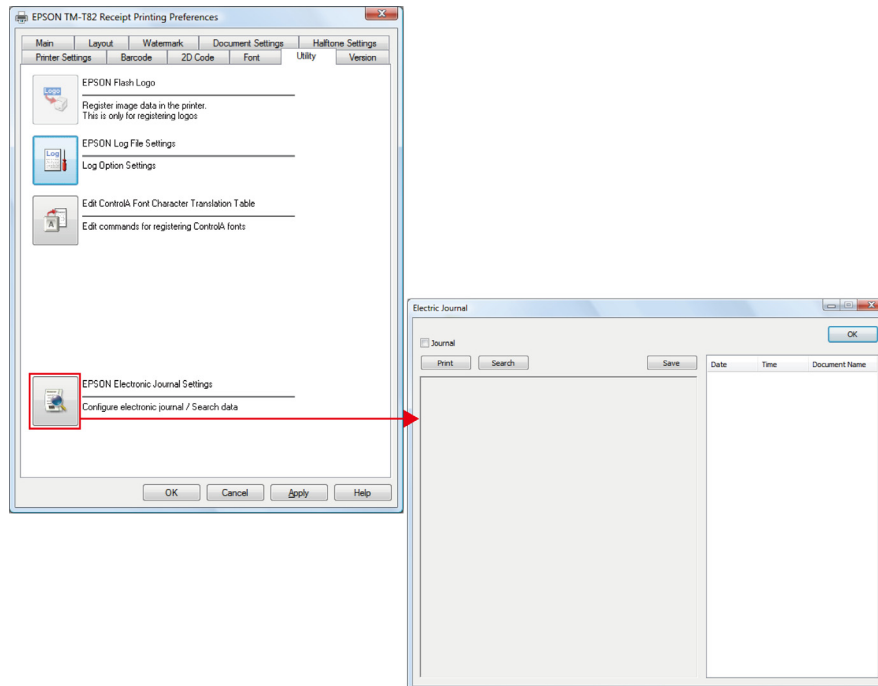 EPSON TM-T82 Receipt Printing Preferences
Main Layout Watermark Document Settings Halftone Settings
Printer Settings Barcode 2D Code Font Utility Version
EPSON Flash Logo
Logo
Register image data in the printer.
This is only for registering logos
EPSON Log File Settings
Log
Log Option Settings
Edit ControlA Font Character Translation Table
A
Edit commands for registering ControlA fonts
EPSON Electronic Journal Settings
Configure electronic journal / Search data
OK Cancel Apply Help
Electric Journal
OK
Journal
Print Search Save
Date Time Document Name